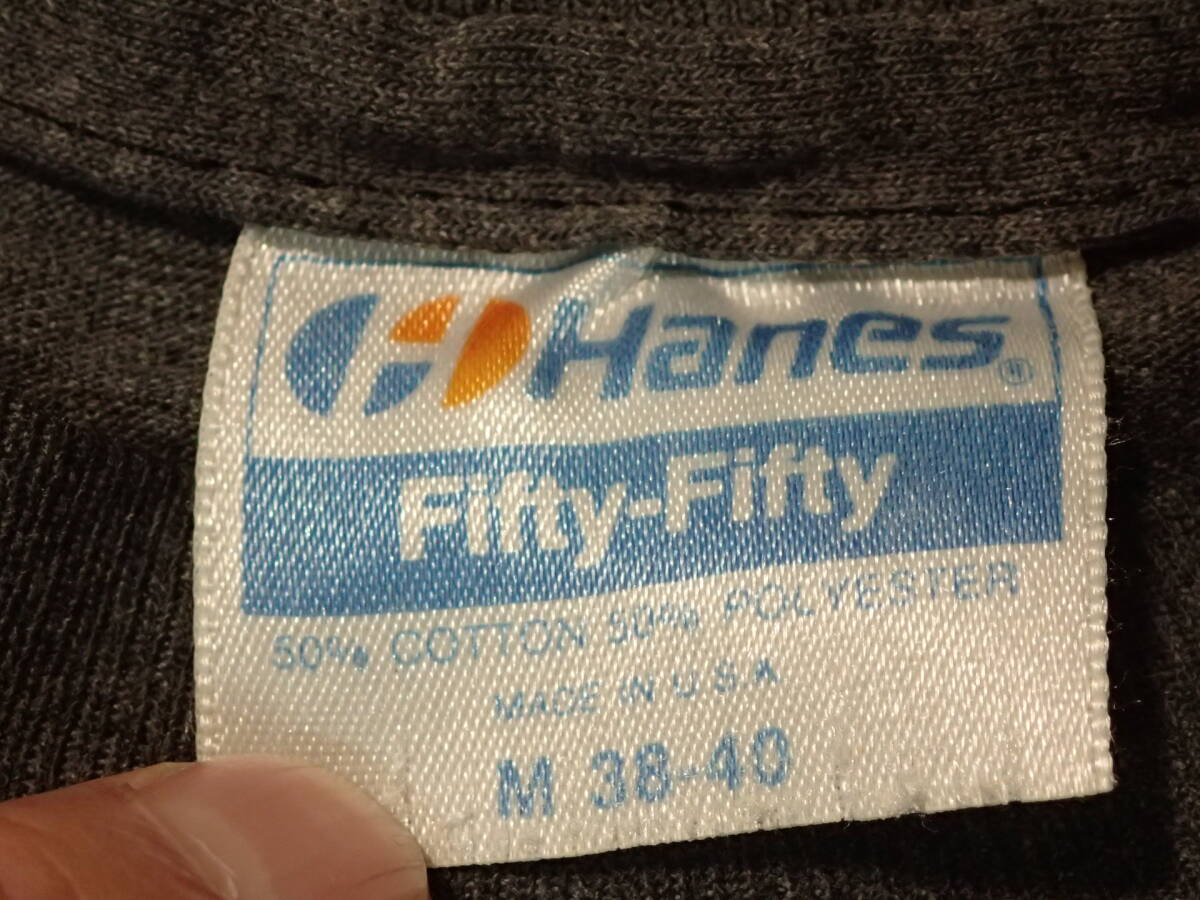 Hanes®
Fifty-Fifty
50% COTTON 50% POLYESTER
MADE IN U.S.A
M 38-40